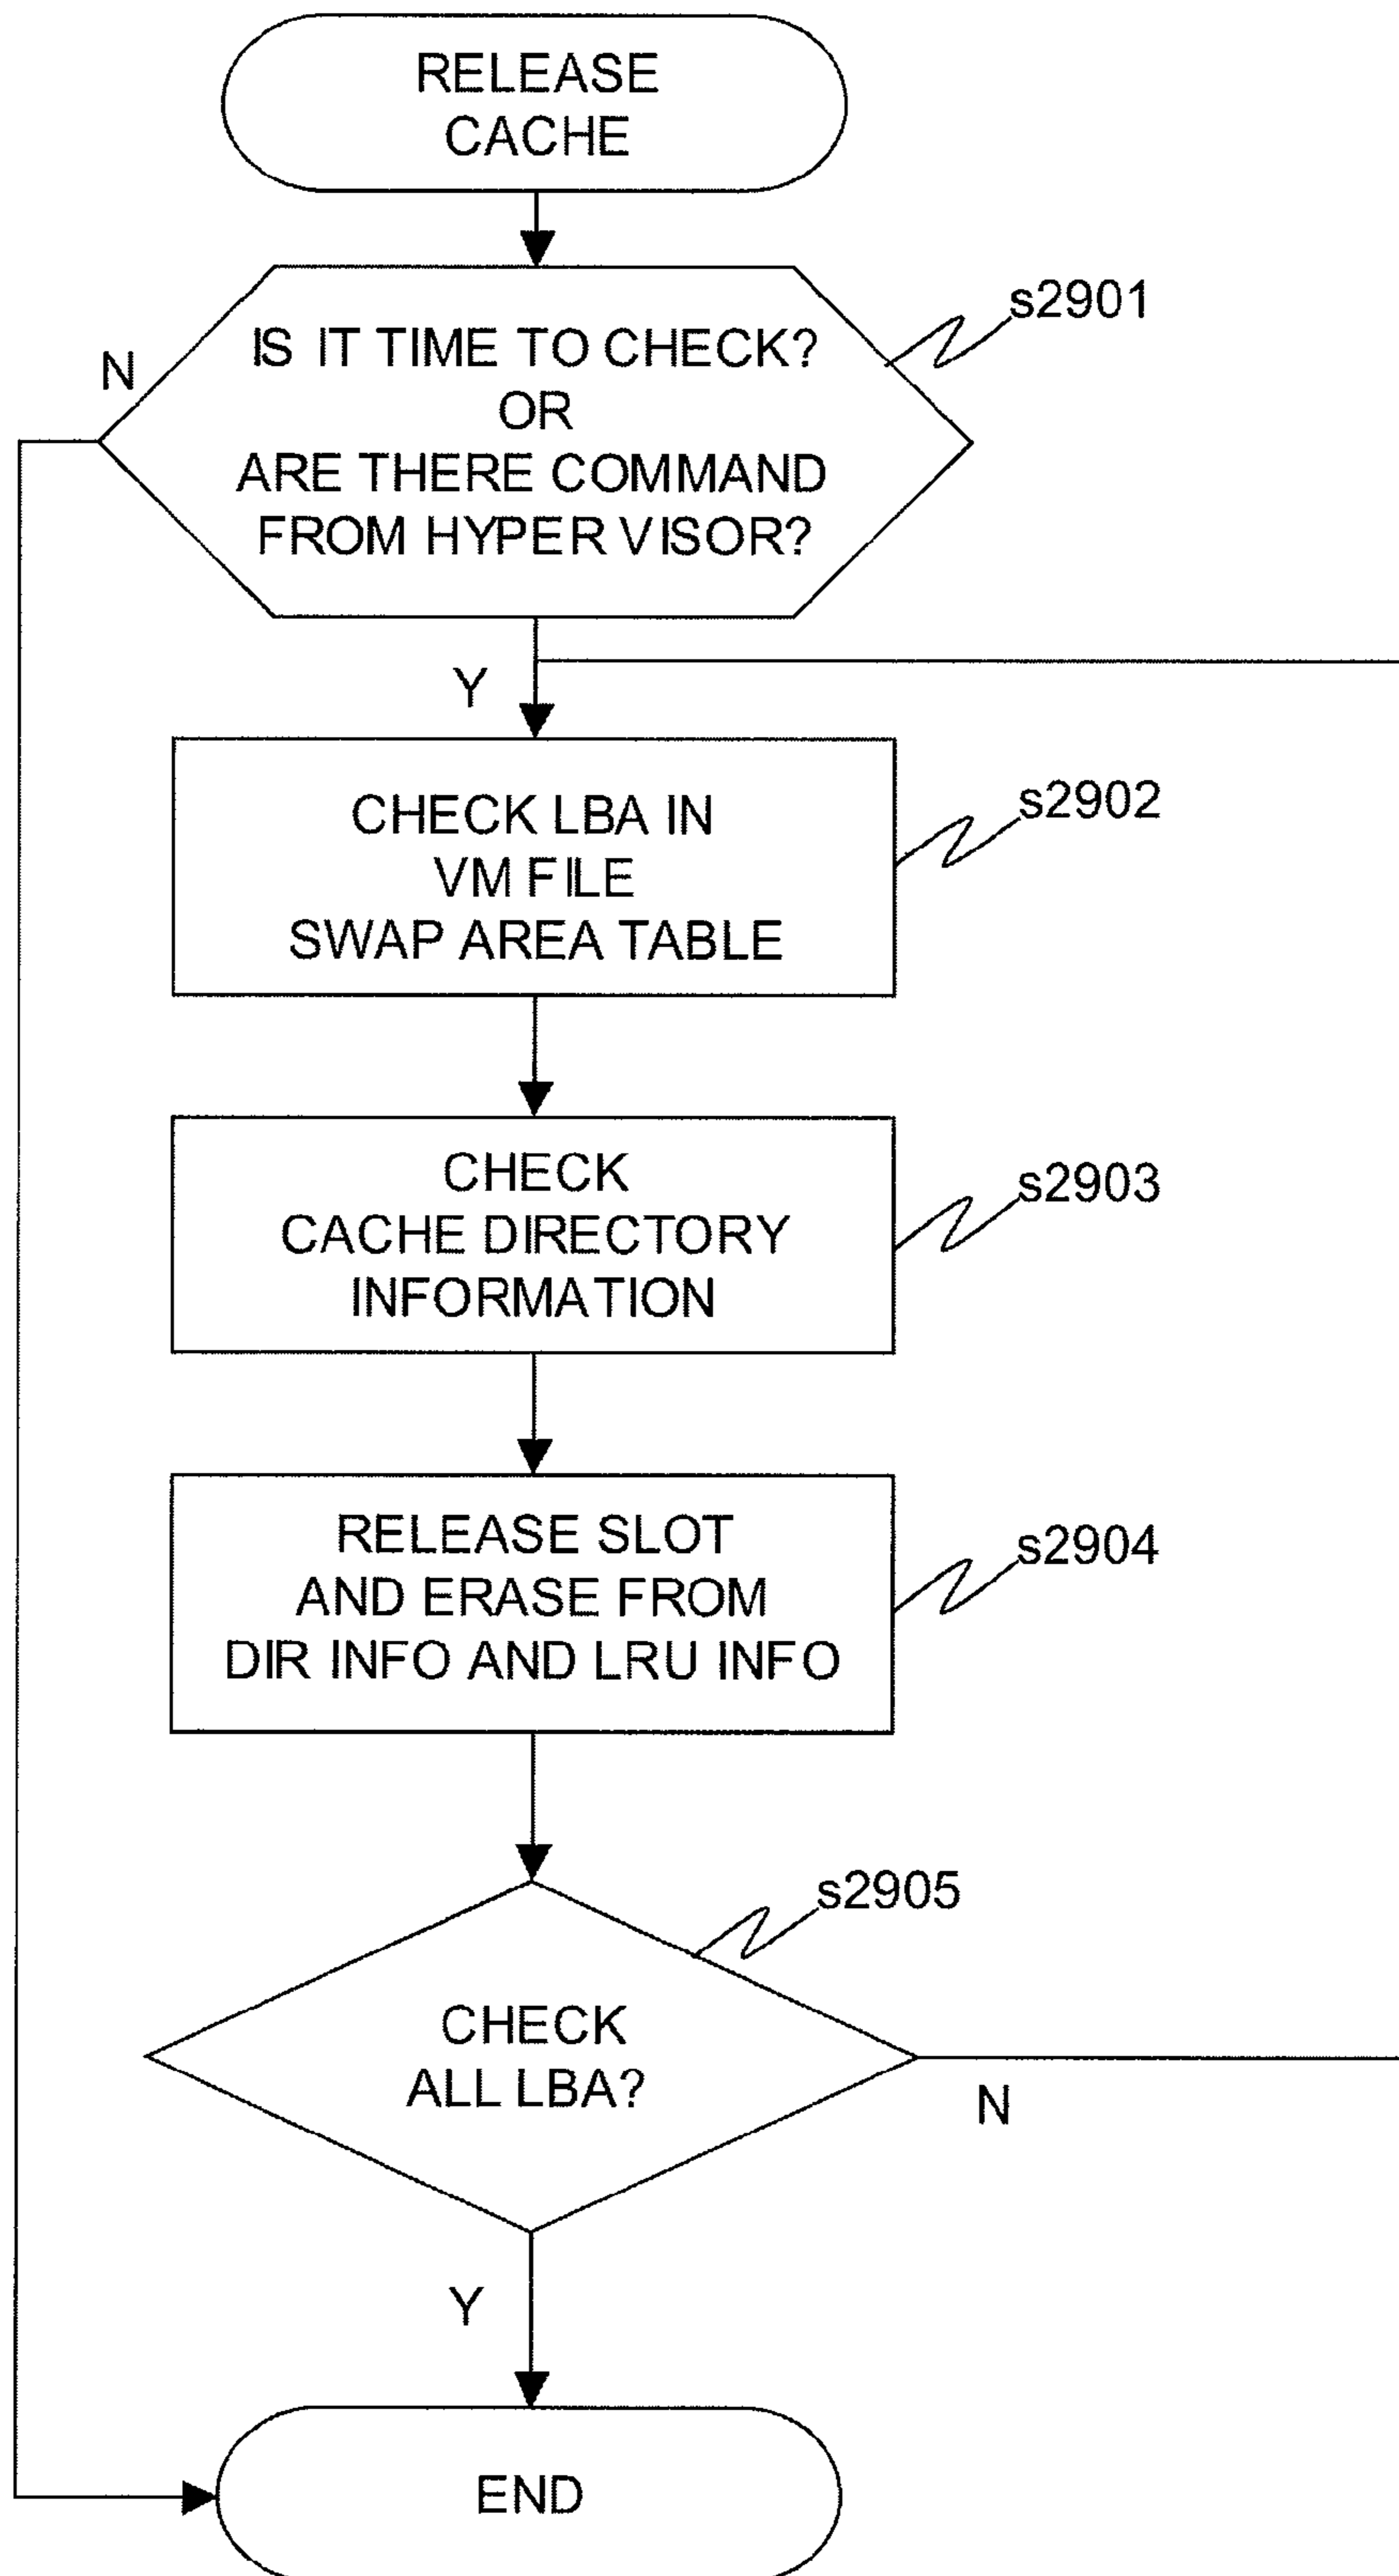 RELEASE
CACHE
s2901
IS IT TIME TO CHECK?
N
OR
ARE THERE COMMAND
FROM HYPER VISOR?
Y
s2902
CHECK LBA IN
VM FILE
SWAP AREA TABLE
CHECK
s2903
CACHE DIRECTORY
INFORMATION
RELEASE SLOT
s2904
AND ERASE FROM
DIR INFO AND LRU INFO
s2905
CHECK
ALL LBA?
N
Y
END